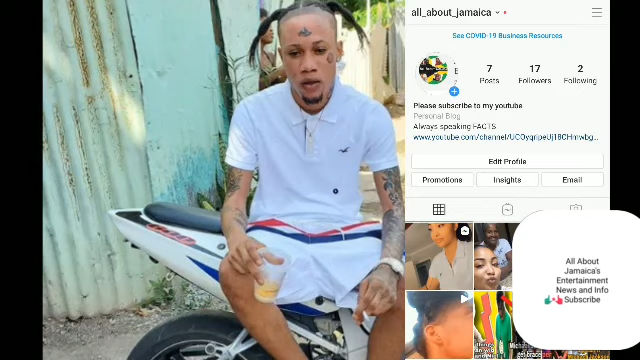 all_about_jamaica
See COVID-19 Business Resources
7
17
2
Posts
Followers
Following
Please subscribe to my youtube
Personal Blog
Always speaking FACTS
Edit Profile
Promotions
Insights
Email
All About
Jamaica's
Entertainment
News and Info
Subscribe